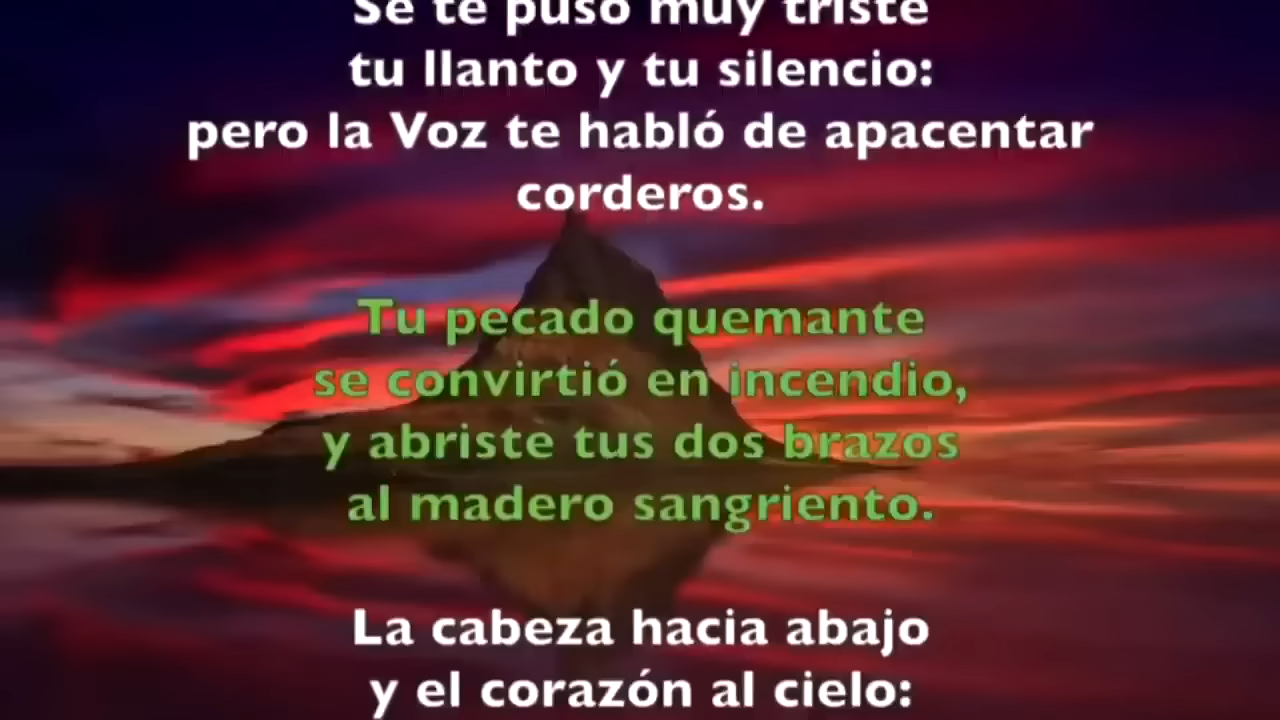 Se te puso muy triste
tu llanto y tu silencio:
pero la Voz te habló de apacentar
corderos.
Tu pecado quemante
se convirtió en incendio,
y abriste tus dos brazos
al madero sangriento.
La cabeza hacia abajo
y el corazón al cielo: